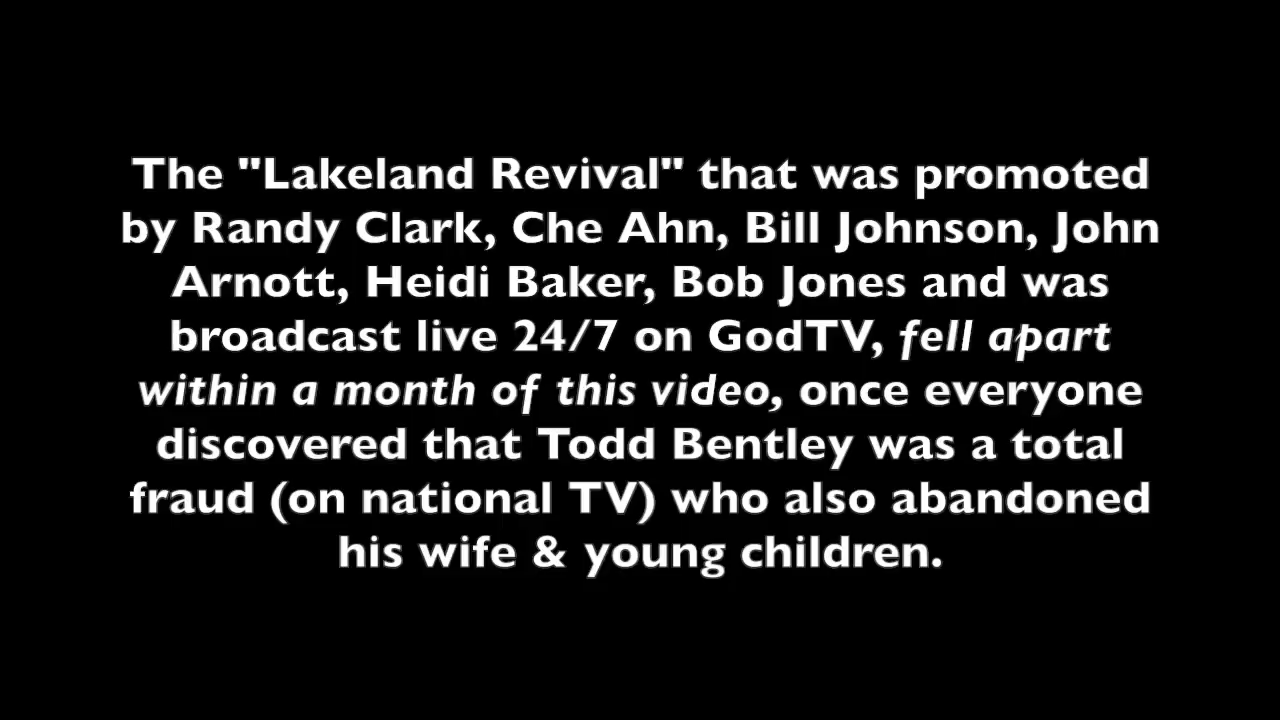 The "Lakeland Revival" that was promoted
by Randy Clark, Che Ahn, Bill Johnson, John
Arnott, Heidi Baker, Bob Jones and was
broadcast live 24/7 on GodTV, fell apart
within a month of this video, once everyone
discovered that Todd Bentley was a total
fraud (on national TV) who also abandoned
his wife & young children.